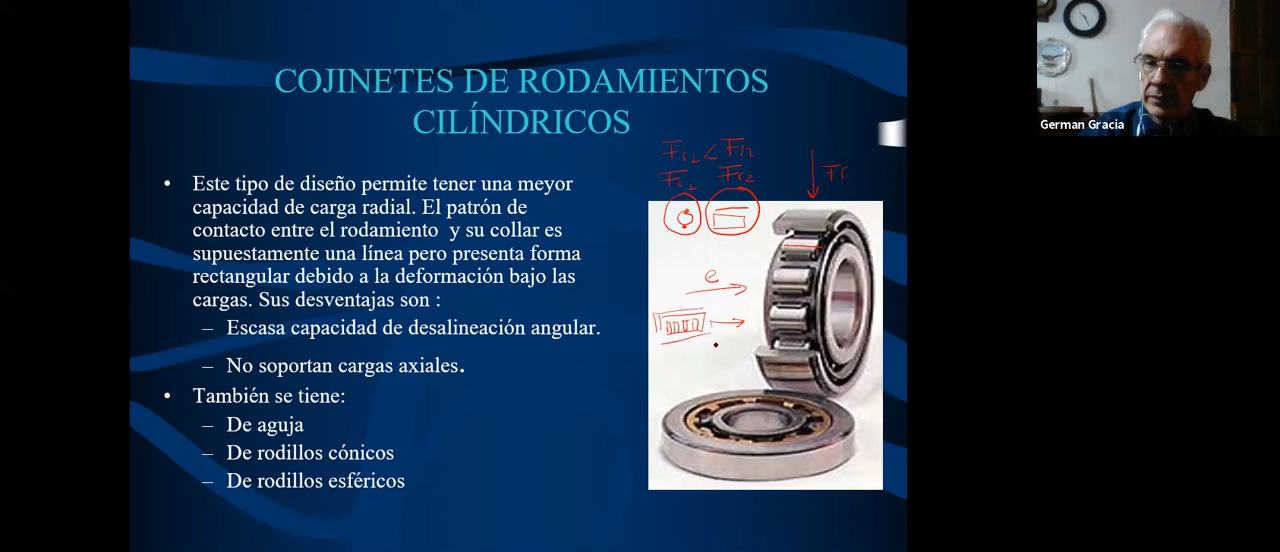 COJINETES DE RODAMIENTOS
CILÍNDRICOS
• Este tipo de diseño permite tener una meyor
capacidad de carga radial. El patrón de
contacto entre el rodamiento y su collar es
supuestamente una línea pero presenta forma
rectangular debido a la deformación bajo las
cargas. Sus desventajas son :
– Escasa capacidad de desalineación angular.
– No soportan cargas axiales.
• También se tiene:
– De aguja
– De rodillos cónicos
– De rodillos esféricos
Fr
e
German Gracia